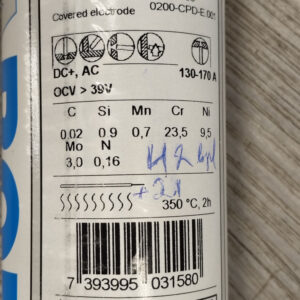 Covered electrode
0200-CPD-E.001
DC+, AC
130-170 A
OCV > 39V
C Si Mn Cr Ni
0.02 0 9 0,7 23,5 9,5
Mo N
3,0 0,16
350 °C, 2h
7 393995 031580